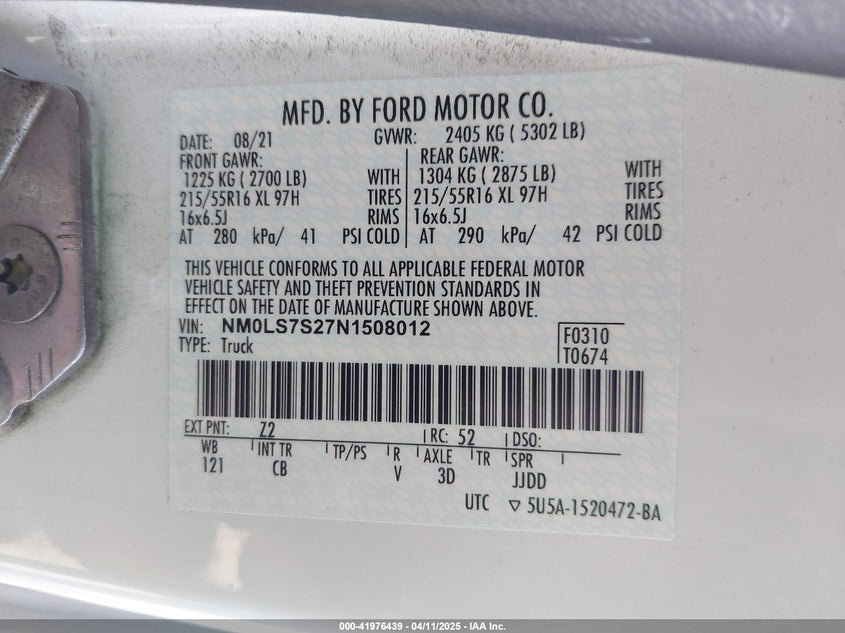 MFD. BY FORD MOTOR CO.
DATE: 08/21 GVWR: 2405 KG ( 5302 LB)
FRONT GAWR: REAR GAWR:
1225 KG ( 2700 LB) WITH 1304 KG ( 2875 LB) WITH
215/55R16 XL 97H TIRES 215/55R16 XL 97H TIRES
16x6.5J RIMS 16x6.5J RIMS
AT 280 kPa/ 41 PSI COLD AT 290 kPa/ 42 PSI COLD
THIS VEHICLE CONFORMS TO ALL APPLICABLE FEDERAL MOTOR
VEHICLE SAFETY AND THEFT PREVENTION STANDARDS IN
EFFECT ON THE DATE OF MANUFACTURE SHOWN ABOVE.
VIN: NM0LS7S27N1508012 F0310
TYPE: Truck T0674
EXT PNT: Z2 RC: 52 DSO:
WB INT TR TP/PS R AXLE TR SPR
121 CB V 3D JJDD
UTC ▽ 5U5A-1520472-BA
000-41976439 - 04/11/2025 - IAA Inc.